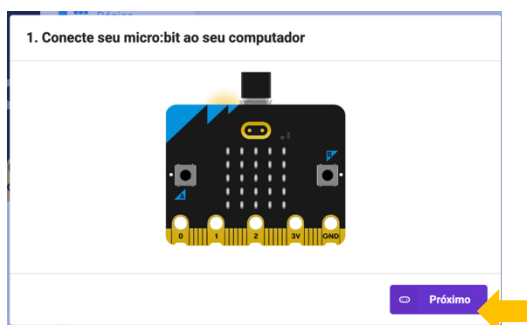 1. Conecte seu micro:bit ao seu computador
B
A
0 1 2 3V GND
Próximo